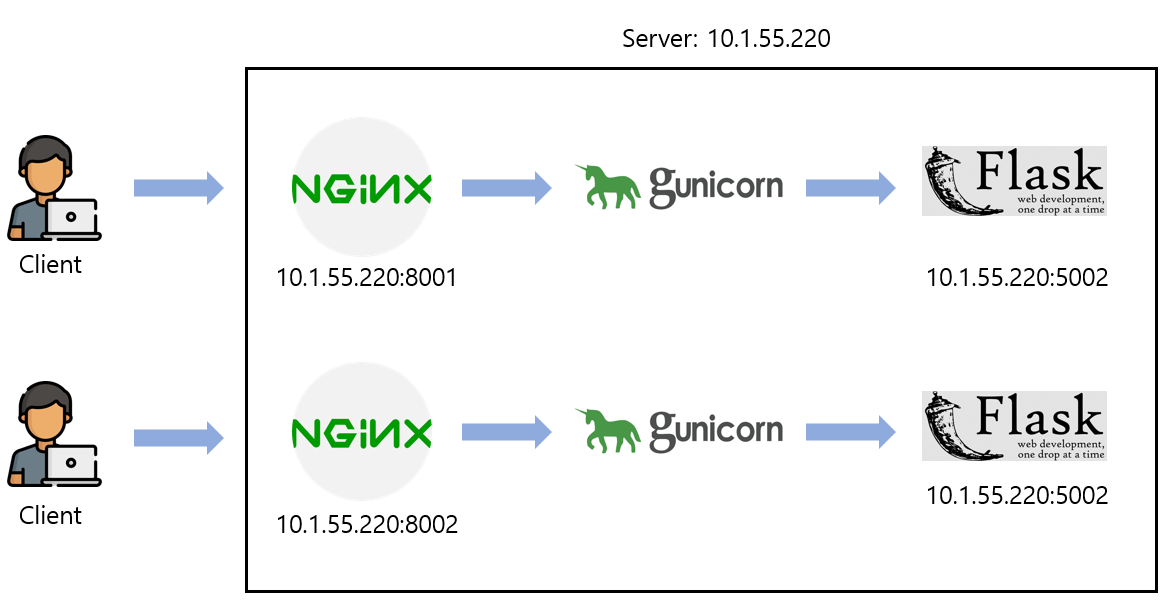 Server: 10.1.55.220
NGiNX
gunicorn
Flask
web development,
one drop at a time
Client
10.1.55.220:8001
10.1.55.220:5002
NGiNX
gunicorn
Flask
web development,
one drop at a time
Client
10.1.55.220:8002
10.1.55.220:5002